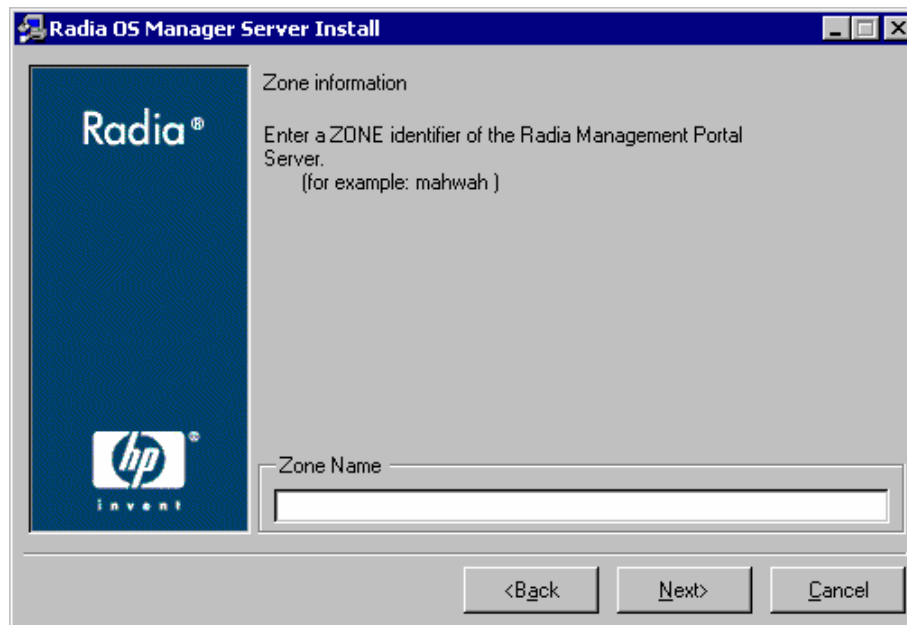 Radia OS Manager Server Install
Radia®
Zone information
Enter a ZONE identifier of the Radia Management Portal
Server.
(for example: mahwah )
hp®
invent
Zone Name
<Back
Next>
Cancel